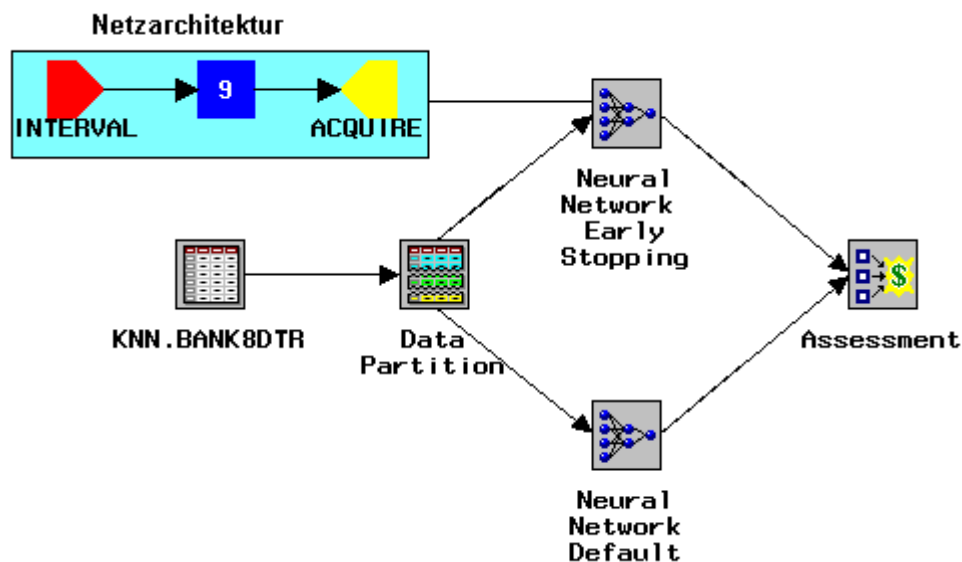 Netzarchitektur
9
INTERVAL
ACQUIRE
Neural
Network
Early
Stopping
KNN.BANK8DTR
Data
Partition
Assessment
$
Neural
Network
Default